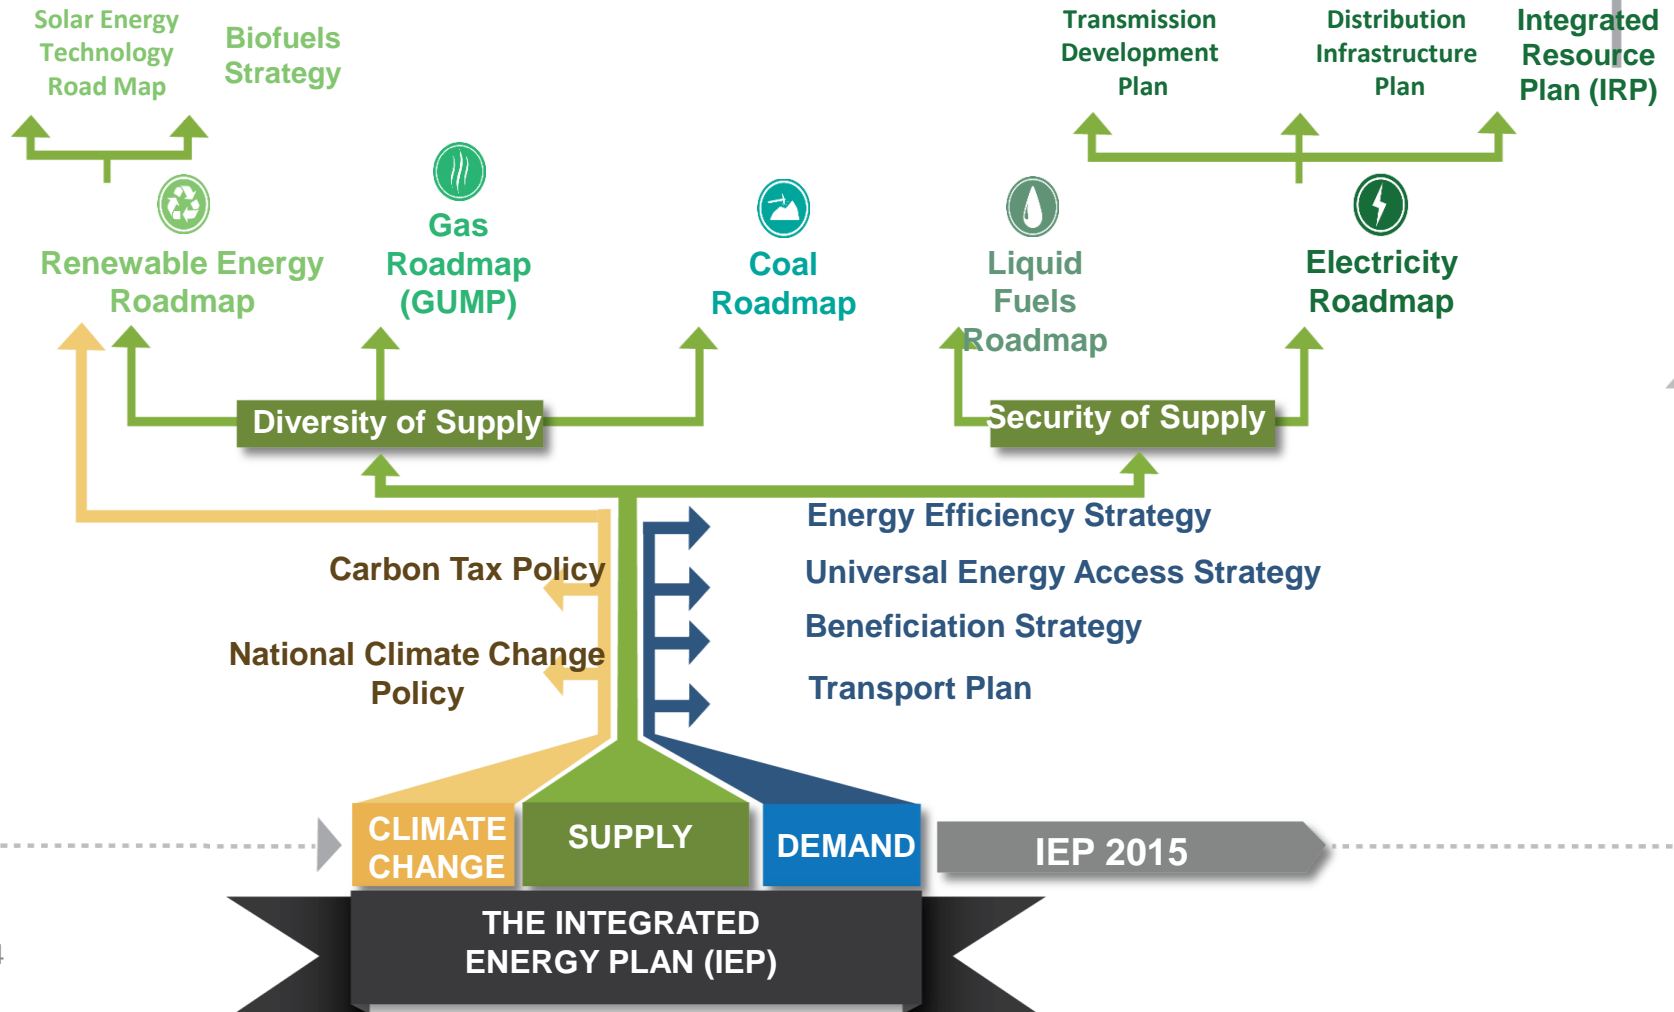 Solar Energy
Technology
Road Map
Biofuels
Strategy
Transmission
Development
Plan
Distribution
Infrastructure
Plan
Integrated
Resource
Plan (IRP)
Renewable Energy
Roadmap
Gas
Roadmap
(GUMP)
Coal
Roadmap
Liquid
Fuels
Roadmap
Electricity
Roadmap
Diversity of Supply
Security of Supply
Carbon Tax Policy
National Climate Change
Policy
Energy Efficiency Strategy
Universal Energy Access Strategy
Beneficiation Strategy
Transport Plan
CLIMATE
CHANGE
SUPPLY
DEMAND
IEP 2015
THE INTEGRATED
ENERGY PLAN (IEP)